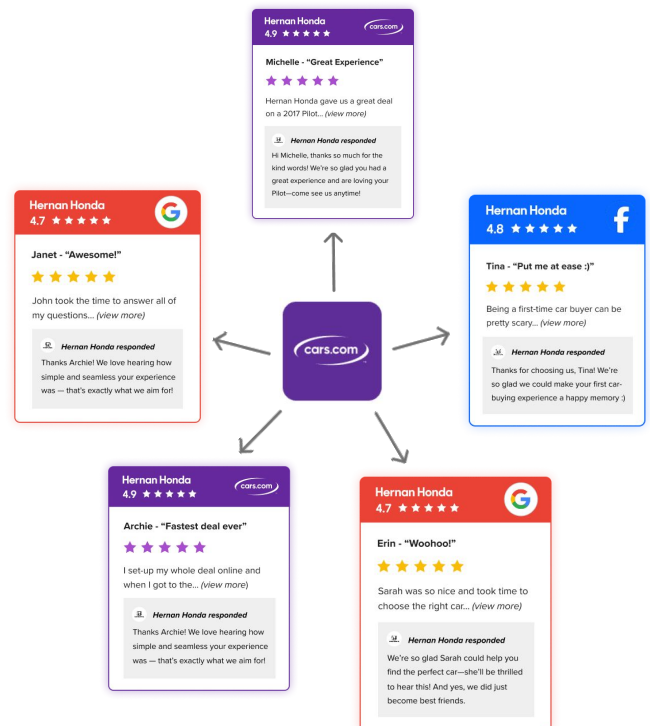 Hernan Honda
4.9
cars.com
Michelle - “Great Experience”
Hernan Honda gave us a great deal
on a 2017 Pilot... (view more)
Hernan Honda responded
Hi Michelle, thanks so much for the
kind words! We’re so glad you had a
great experience and are loving your
Pilot—come see us anytime!
Hernan Honda
4.7
G
Janet - “Awesome!”
John took the time to answer all of
my questions... (view more)
Hernan Honda responded
Thanks Archie! We love hearing how
simple and seamless your experience
was — that’s exactly what we aim for!
Hernan Honda
4.8
f
Tina - “Put me at ease :)”
Being a first-time car buyer can be
pretty scary... (view more)
Hernan Honda responded
Thanks for choosing us, Tina! We’re
so glad we could make your first car-
buying experience a happy memory :)
cars.com
Hernan Honda
4.9
cars.com
Archie - “Fastest deal ever”
I set-up my whole deal online and
when I got to the... (view more)
Hernan Honda responded
Thanks Archie! We love hearing how
simple and seamless your experience
was — that’s exactly what we aim for!
Hernan Honda
4.7
G
Erin - “Woohoo!”
Sarah was so nice and took time to
choose the right car... (view more)
Hernan Honda responded
We’re so glad Sarah could help you
find the perfect car—she’ll be thrilled
to hear this! And yes, we did just
become best friends.